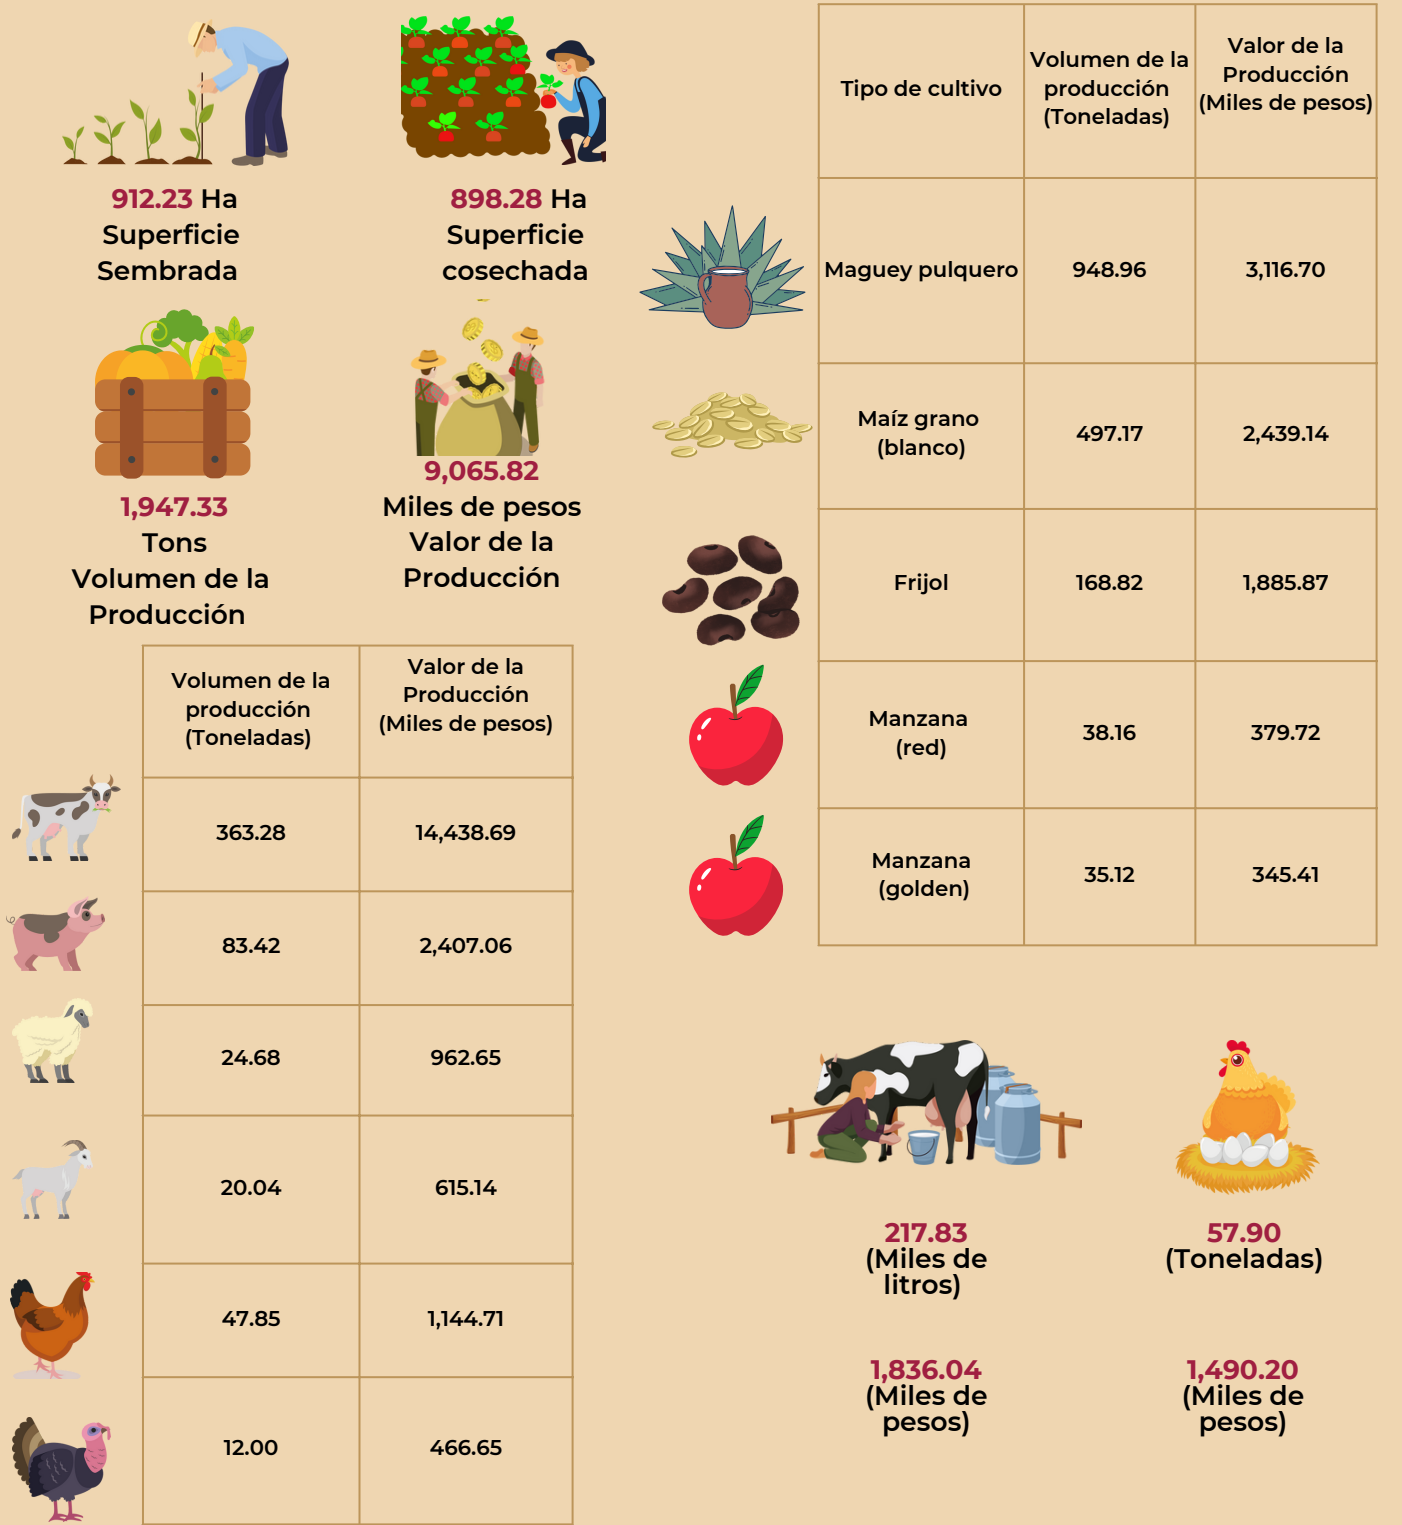 912.23 Ha
Superficie
Sembrada
898.28 Ha
Superficie
cosechada
1,947.33
Tons
Volumen de la
Producción
9,065.82
Miles de pesos
Valor de la
Producción
Tipo de cultivo
Volumen de la
producción
(Toneladas)
Valor de la
Producción
(Miles de pesos)
Maguey pulquero
948.96
3,116.70
Maíz grano
(blanco)
497.17
2,439.14
Frijol
168.82
1,885.87
Manzana
(red)
38.16
379.72
Manzana
(golden)
35.12
345.41
Volumen de la
producción
(Toneladas)
Valor de la
Producción
(Miles de pesos)
363.28
14,438.69
83.42
2,407.06
24.68
962.65
20.04
615.14
47.85
1,144.71
12.00
466.65
217.83
(Miles de
litros)
1,836.04
(Miles de
pesos)
57.90
(Toneladas)
1,490.20
(Miles de
pesos)